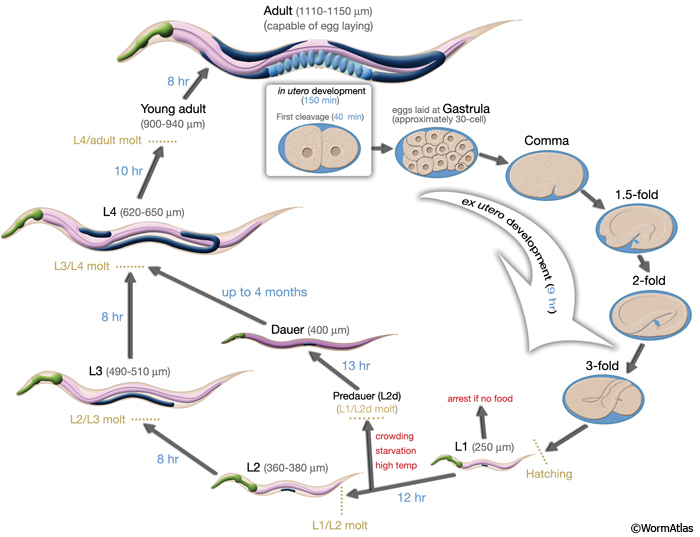 Adult (1110-1150 μm)
(capable of egg laying)
8 hr
in utero development
(150 min)
First cleavage (40 min)
eggs laid at Gastrula
(approximately 30-cell)
Comma
1.5-fold
2-fold
3-fold
ex utero development (9 hr)
Hatching
L1 (250 μm)
arrest if no food
12 hr
L1/L2 molt
crowding
starvation
high temp
Predauer (L2d)
(L1/L2d molt)
13 hr
Dauer (400 μm)
up to 4 months
L2 (360-380 μm)
8 hr
L2/L3 molt
L3 (490-510 μm)
8 hr
L3/L4 molt
L4 (620-650 μm)
10 hr
L4/adult molt
Young adult
(900-940 μm)
©WormAtlas